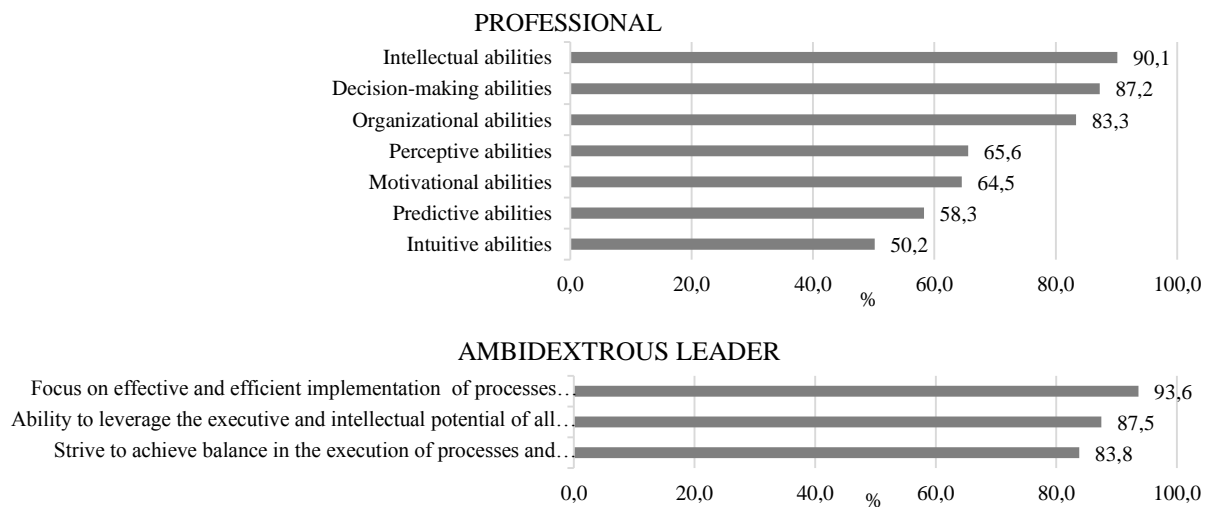 PROFESSIONAL
Intellectual abilities 90,1
Decision-making abilities 87,2
Organizational abilities 83,3
Perceptive abilities 65,6
Motivational abilities 64,5
Predictive abilities 58,3
Intuitive abilities 50,2
0,0 20,0 40,0 60,0 80,0 100,0
%
AMBIDEXTROUS LEADER
Focus on effective and efficient implementation of processes… 93,6
Ability to leverage the executive and intellectual potential of all… 87,5
Strive to achieve balance in the execution of processes and… 83,8
0,0 20,0 40,0 60,0 80,0 100,0
%